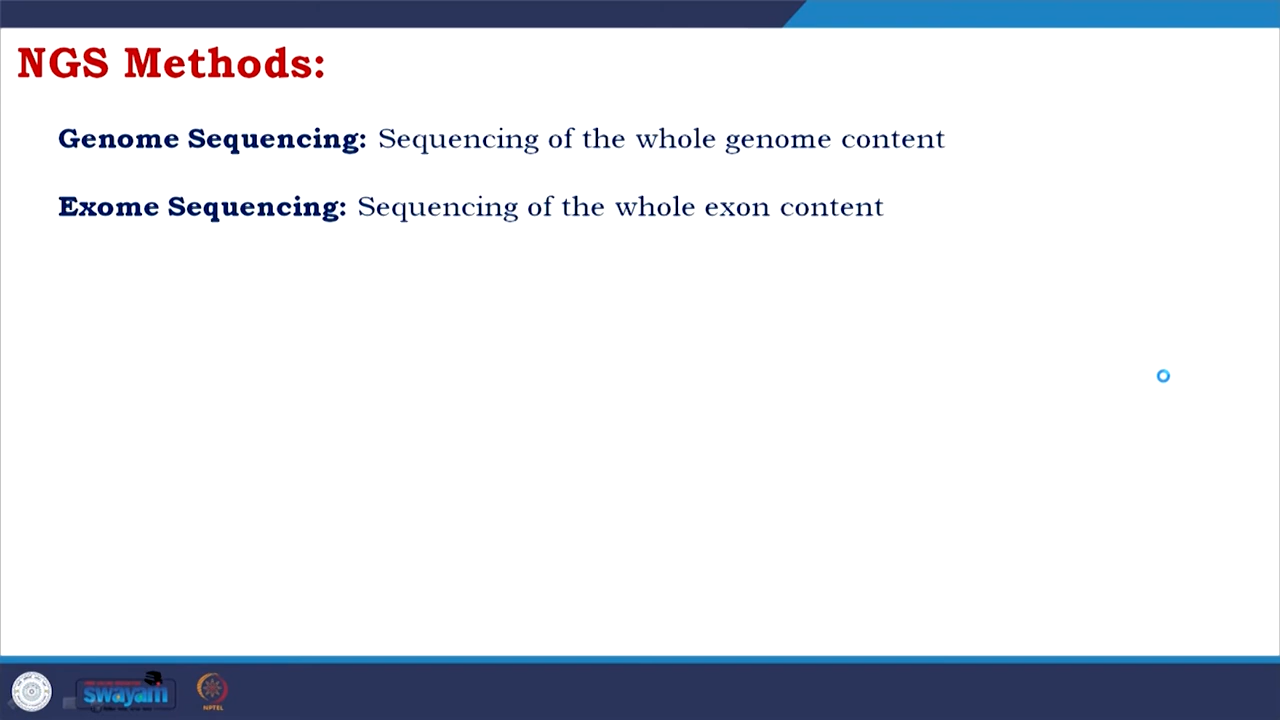 NGS Methods:
Genome Sequencing: Sequencing of the whole genome content
Exome Sequencing: Sequencing of the whole exon content
swayam
NPTEL